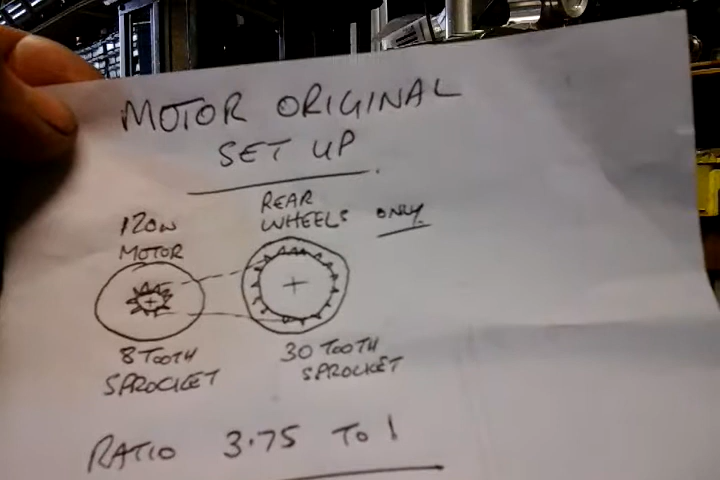 MOTOR ORIGINAL
SET UP
120W
MOTOR
REAR
WHEELS ONLY
8 TOOTH
SPROCKET
30 TOOTH
SPROCKET
RATIO 3.75 TO 1